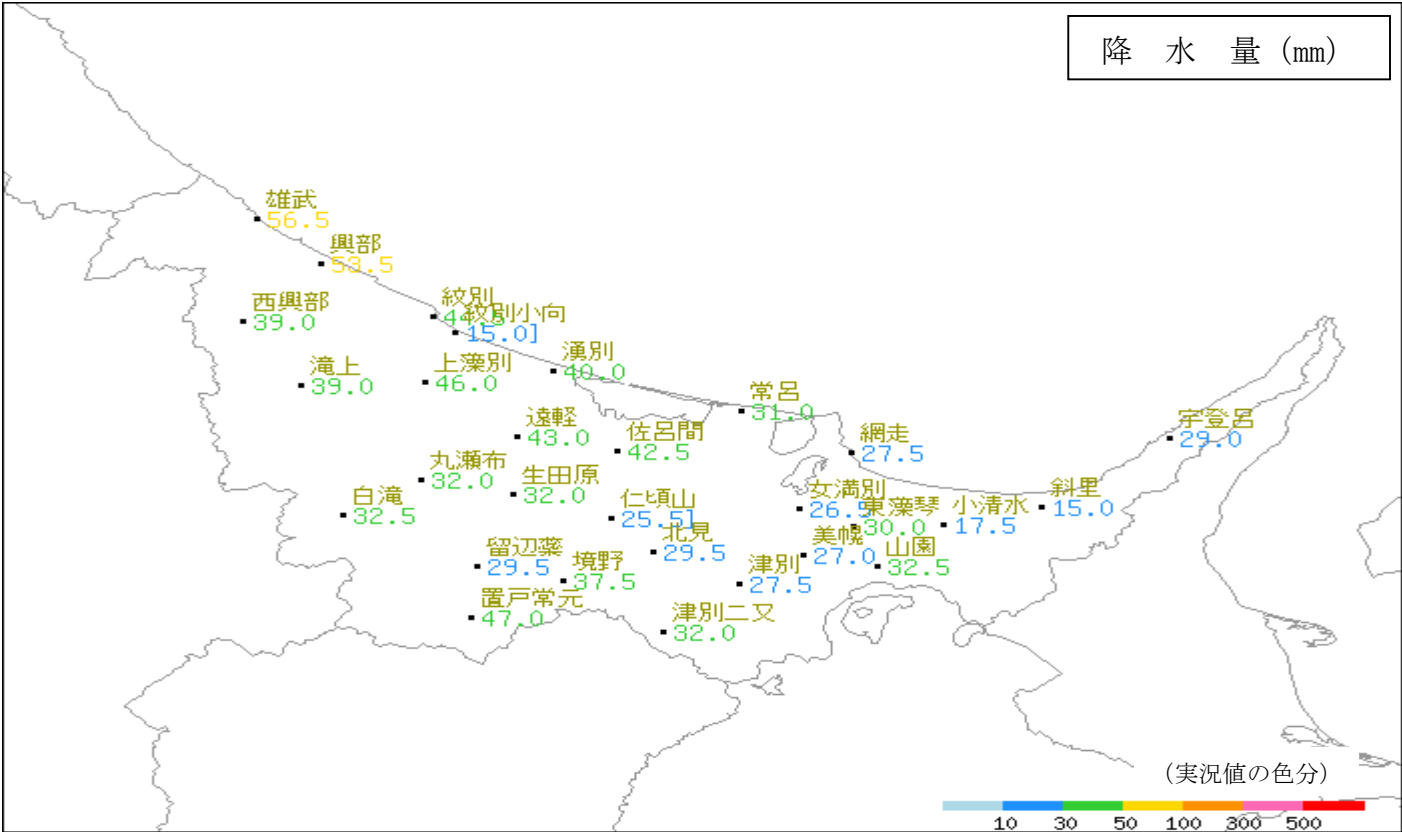 降 水 量 (mm)
雄武
56.5
興部
53.5
西興部
39.0
紋別
44.5
紋別小向
15.0]
滝上
39.0
上藻別
46.0
湧別
40.0
常呂
31.0
遠軽
43.0
佐呂間
42.5
網走
27.5
宇登呂
29.0
丸瀬布
32.0
生田原
32.0
白滝
32.5
仁頃山
25.5]
女満別
26.5
東藻琴
30.0
小清水
17.5
斜里
15.0
北見
29.5
美幌
27.0
山園
32.5
留辺蘂
29.5
境野
37.5
津別
27.5
置戸常元
47.0
津別二又
32.0
(実況値の色分)
10 30 50 100 300 500